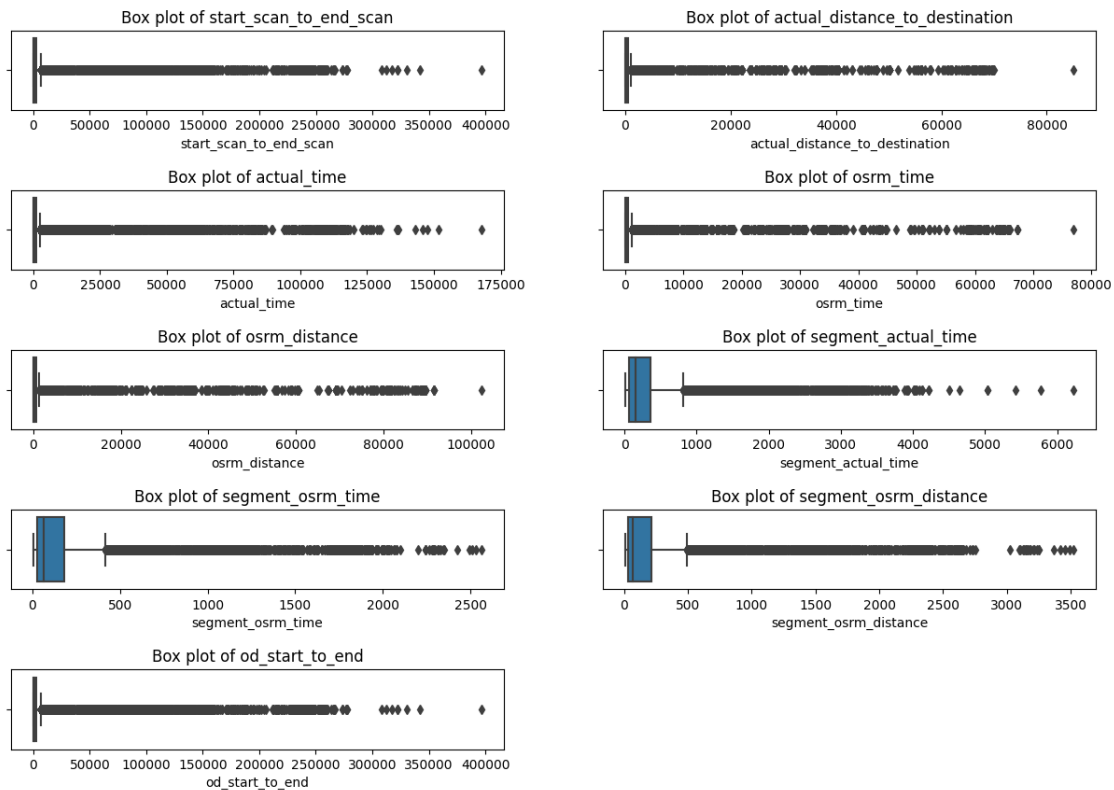 Box plot of start_scan_to_end_scan
0 50000 100000 150000 200000 250000 300000 350000 400000
start_scan_to_end_scan
Box plot of actual_distance_to_destination
0 20000 40000 60000 80000
actual_distance_to_destination
Box plot of actual_time
0 25000 50000 75000 100000 125000 150000 175000
actual_time
Box plot of osrm_time
0 10000 20000 30000 40000 50000 60000 70000 80000
osrm_time
Box plot of osrm_distance
0 20000 40000 60000 80000 100000
osrm_distance
Box plot of segment_actual_time
0 1000 2000 3000 4000 5000 6000
segment_actual_time
Box plot of segment_osrm_time
0 500 1000 1500 2000 2500
segment_osrm_time
Box plot of segment_osrm_distance
0 500 1000 1500 2000 2500 3000 3500
segment_osrm_distance
Box plot of od_start_to_end
0 50000 100000 150000 200000 250000 300000 350000 400000
od_start_to_end